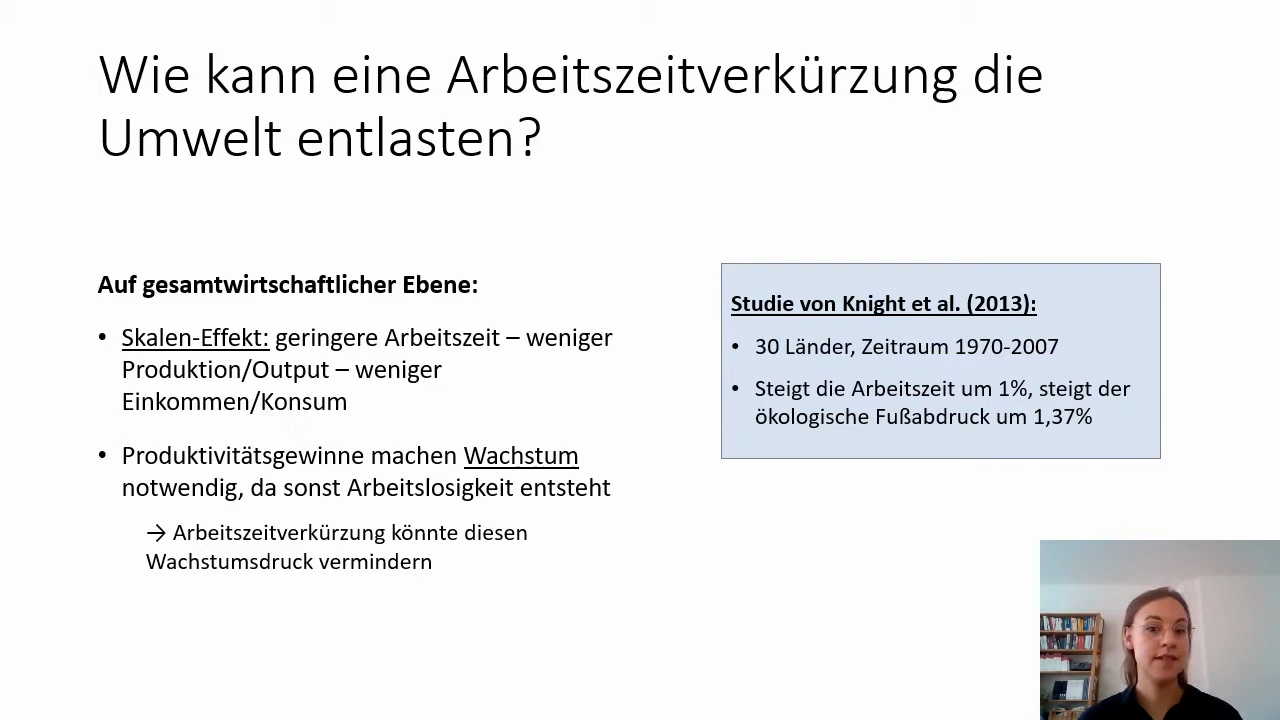 Wie kann eine Arbeitszeitverkürzung die
Umwelt entlasten?
Auf gesamtwirtschaftlicher Ebene:
• Skalen-Effekt: geringere Arbeitszeit – weniger
Produktion/Output – weniger
Einkommen/Konsum
• Produktivitätsgewinne machen Wachstum
notwendig, da sonst Arbeitslosigkeit entsteht
→ Arbeitszeitverkürzung könnte diesen
Wachstumsdruck vermindern
Studie von Knight et al. (2013):
• 30 Länder, Zeitraum 1970-2007
• Steigt die Arbeitszeit um 1%, steigt der
ökologische Fußabdruck um 1,37%